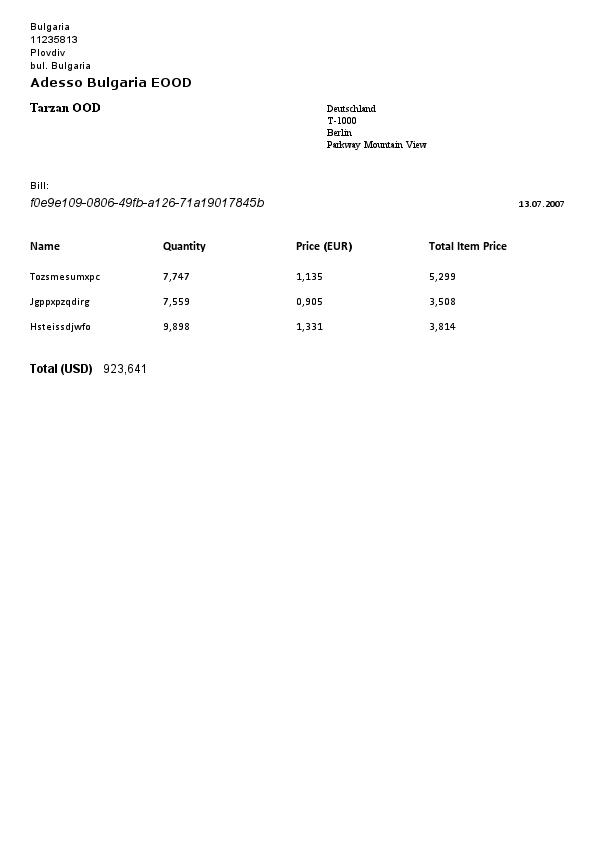 Bulgaria
11235813
Plovdiv
bul. Bulgaria
Adesso Bulgaria EOOD
Tarzan OOD
Deutschland
T-1000
Berlin
Parkway Mountain View
Bill:
f0e9e109-0806-49fb-a126-71a19017845b 13.07.2007
Name Quantity Price (EUR) Total Item Price
Tozsmesumxpc 7,747 1,135 5,299
Jgppxpzqdirg 7,559 0,905 3,508
Hsteissdjwfo 9,898 1,331 3,814
Total (USD) 923,641